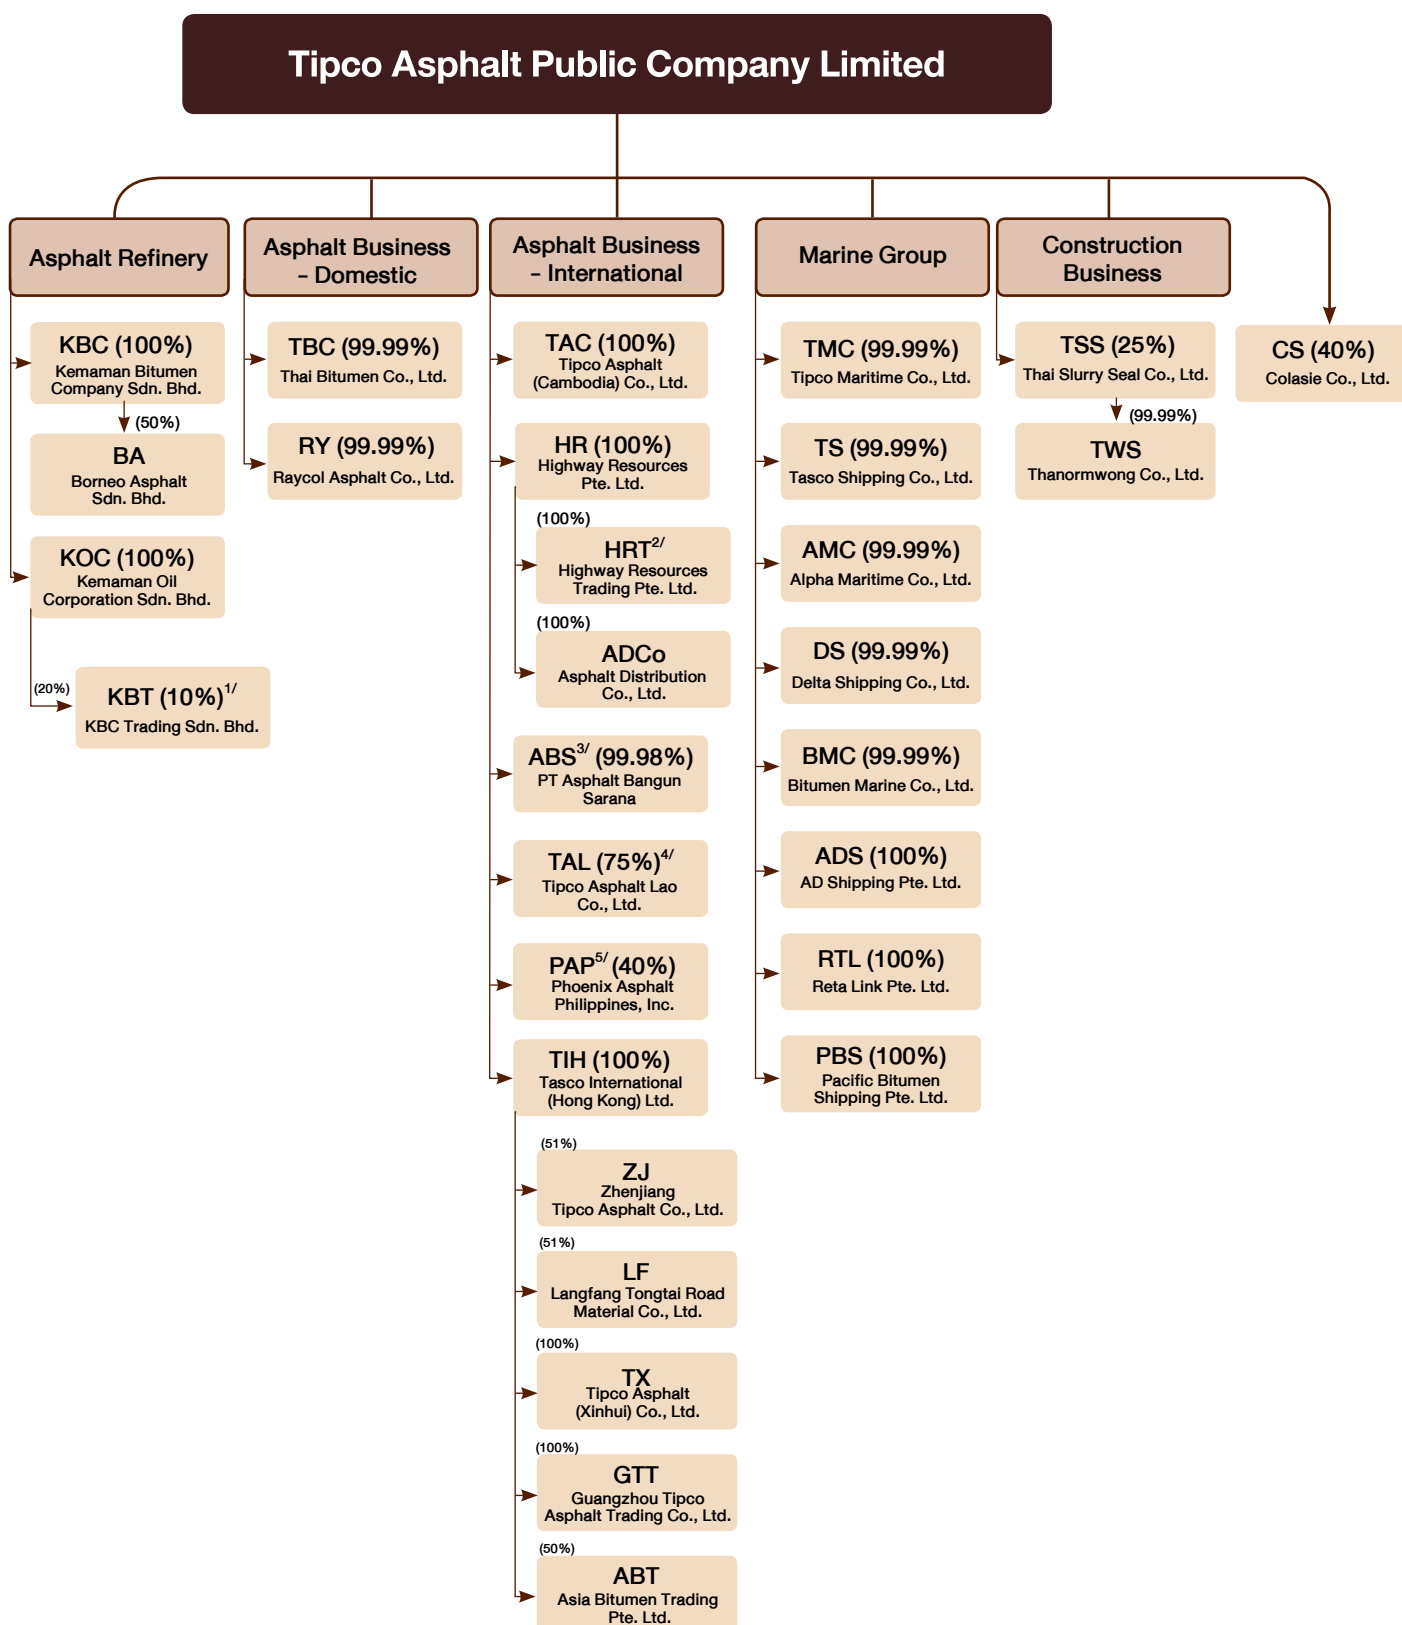 Tipco Asphalt Public Company Limited
Asphalt Refinery
KBC (100%)
Kemaman Bitumen
Company Sdn. Bhd.
(50%)
BA
Borneo Asphalt
Sdn. Bhd.
KOC (100%)
Kemaman Oil
Corporation Sdn. Bhd.
(20%)
KBT (10%)1/
KBC Trading Sdn. Bhd.
Asphalt Business
– Domestic
TBC (99.99%)
Thai Bitumen Co., Ltd.
RY (99.99%)
Raycol Asphalt Co., Ltd.
Asphalt Business
– International
TAC (100%)
Tipco Asphalt
(Cambodia) Co., Ltd.
HR (100%)
Highway Resources
Pte. Ltd.
(100%)
HRT2/
Highway Resources
Trading Pte. Ltd.
(100%)
ADCo
Asphalt Distribution
Co., Ltd.
ABS3/ (99.98%)
PT Asphalt Bangun
Sarana
TAL (75%)4/
Tipco Asphalt Lao
Co., Ltd.
PAP5/ (40%)
Phoenix Asphalt
Philippines, Inc.
TIH (100%)
Tasco International
(Hong Kong) Ltd.
(51%)
ZJ
Zhenjiang
Tipco Asphalt Co., Ltd.
(51%)
LF
Langfang Tongtai Road
Material Co., Ltd.
(100%)
TX
Tipco Asphalt
(Xinhui) Co., Ltd.
(100%)
GTT
Guangzhou Tipco
Asphalt Trading Co., Ltd.
(50%)
ABT
Asia Bitumen Trading
Pte. Ltd.
Marine Group
TMC (99.99%)
Tipco Maritime Co., Ltd.
TS (99.99%)
Tasco Shipping Co., Ltd.
AMC (99.99%)
Alpha Maritime Co., Ltd.
DS (99.99%)
Delta Shipping Co., Ltd.
BMC (99.99%)
Bitumen Marine Co., Ltd.
ADS (100%)
AD Shipping Pte. Ltd.
RTL (100%)
Reta Link Pte. Ltd.
PBS (100%)
Pacific Bitumen
Shipping Pte. Ltd.
Construction
Business
TSS (25%)
Thai Slurry Seal Co., Ltd.
(99.99%)
TWS
Thanormwong Co., Ltd.
CS (40%)
Colasie Co., Ltd.